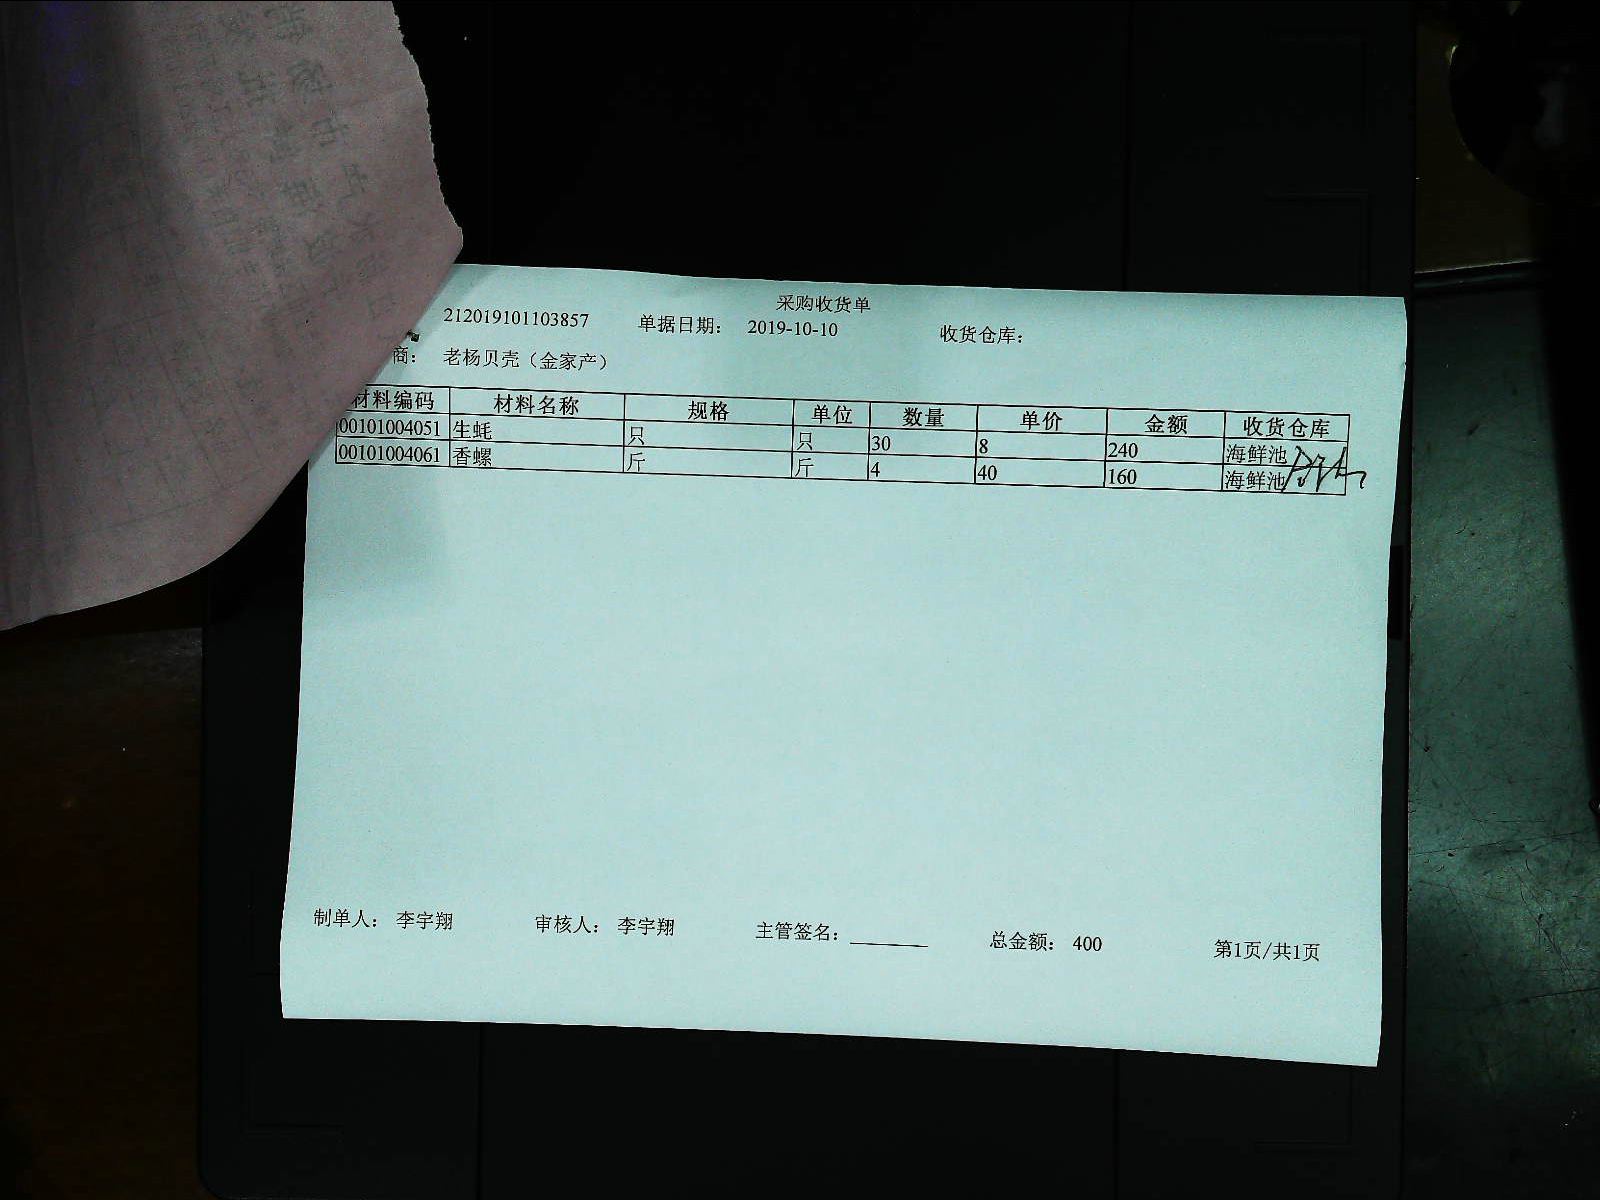 采购收货单
212019101103857 单据日期： 2019-10-10 收货仓库：
商： 老杨贝壳（金家产）
材料编码 材料名称 规格 单位 数量 单价 金额 收货仓库
00101004051 生蚝 只 只 30 8 240 海鲜池
00101004061 香螺 斤 斤 4 40 160 海鲜池
制单人： 李宇翔 审核人： 李宇翔 主管签名： 总金额： 400 第1页/共1页